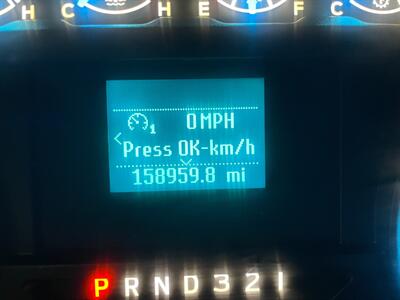 H C H E F C
1 0 MPH
Press OK-km/h
158959.8 mi
P R N D 3 2 1